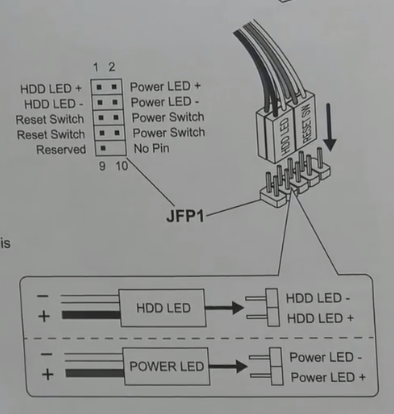 1 2
HDD LED + Power LED +
HDD LED - Power LED -
Reset Switch Power Switch
Reset Switch Power Switch
Reserved No Pin
9 10
HDD LED
RESET SW
JFP1
is
− HDD LED HDD LED -
+ HDD LED +
− POWER LED Power LED -
+ Power LED +